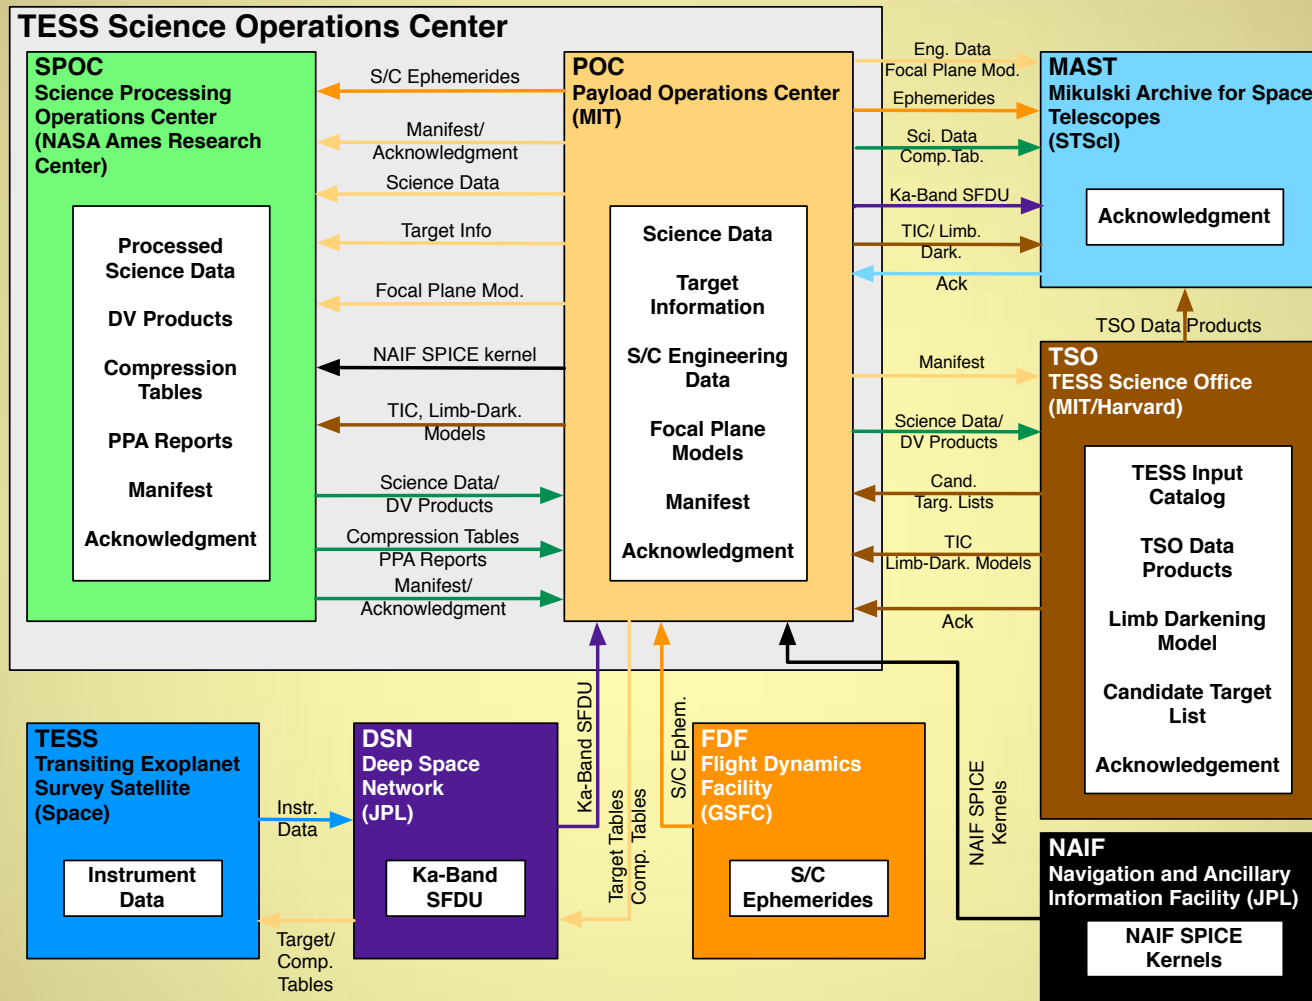 TESS Science Operations Center
SPOC
Science Processing
Operations Center
(NASA Ames Research
Center)
Processed
Science Data
DV Products
Compression
Tables
PPA Reports
Manifest
Acknowledgment
S/C Ephemerides
Manifest/
Acknowledgment
Science Data
Target Info
Focal Plane Mod.
NAIF SPICE kernel
TIC, Limb-Dark.
Models
Science Data/
DV Products
Compression Tables
PPA Reports
Manifest/
Acknowledgment
POC
Payload Operations Center
(MIT)
Science Data
Target
Information
S/C Engineering
Data
Focal Plane
Models
Manifest
Acknowledgment
Eng. Data
Focal Plane Mod.
Ephemerides
Sci. Data
Comp.Tab.
Ka-Band SFDU
TIC/ Limb.
Dark.
Ack
MAST
Mikulski Archive for Space
Telescopes
(STScI)
Acknowledgment
TSO Data Products
Manifest
Science Data/
DV Products
Cand.
Targ. Lists
TIC
Limb-Dark. Models
Ack
TSO
TESS Science Office
(MIT/Harvard)
TESS Input
Catalog
TSO Data
Products
Limb Darkening
Model
Candidate Target
List
Acknowledgement
TESS
Transiting Exoplanet
Survey Satellite
(Space)
Instrument
Data
Instr.
Data
Target/
Comp.
Tables
DSN
Deep Space
Network
(JPL)
Ka-Band
SFDU
Ka-Band SFDU
Target Tables
Comp. Tables
S/C Ephem.
FDF
Flight Dynamics
Facility
(GSFC)
S/C
Ephemerides
NAIF SPICE
Kernels
NAIF
Navigation and Ancillary
Information Facility (JPL)
NAIF SPICE
Kernels